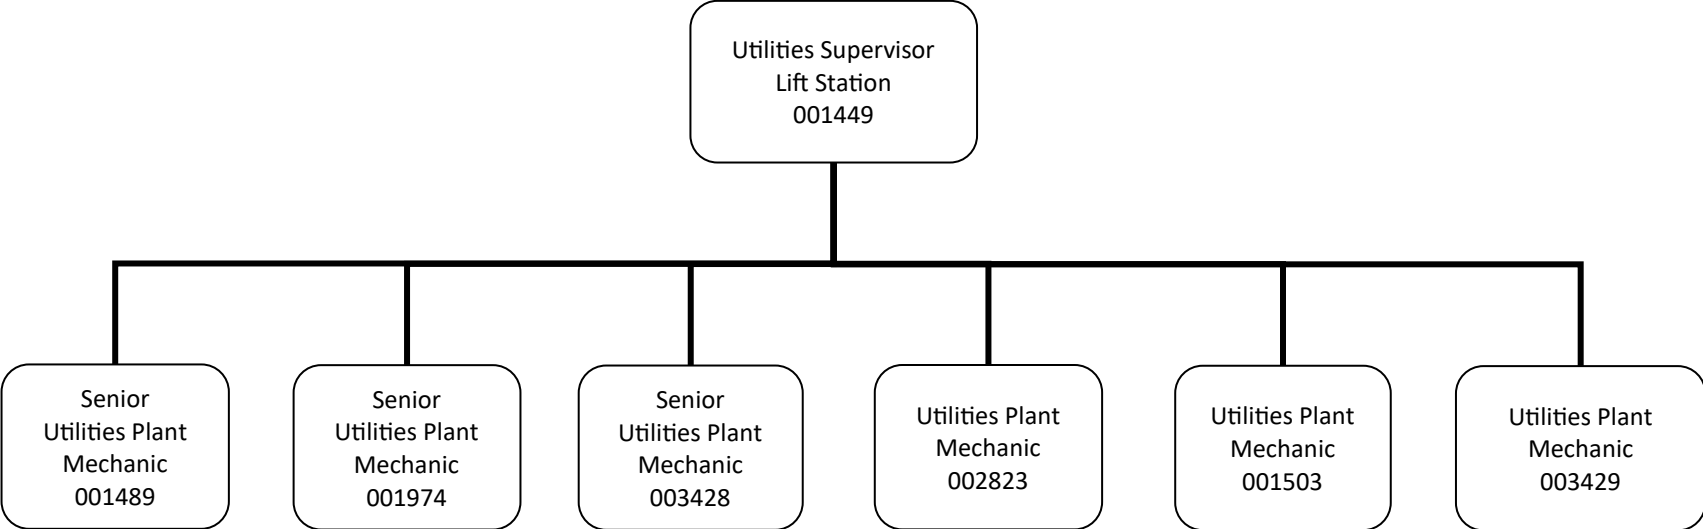 Utilities Supervisor
Lift Station
001449
Senior
Utilities Plant
Mechanic
001489
Senior
Utilities Plant
Mechanic
001974
Senior
Utilities Plant
Mechanic
003428
Utilities Plant
Mechanic
002823
Utilities Plant
Mechanic
001503
Utilities Plant
Mechanic
003429